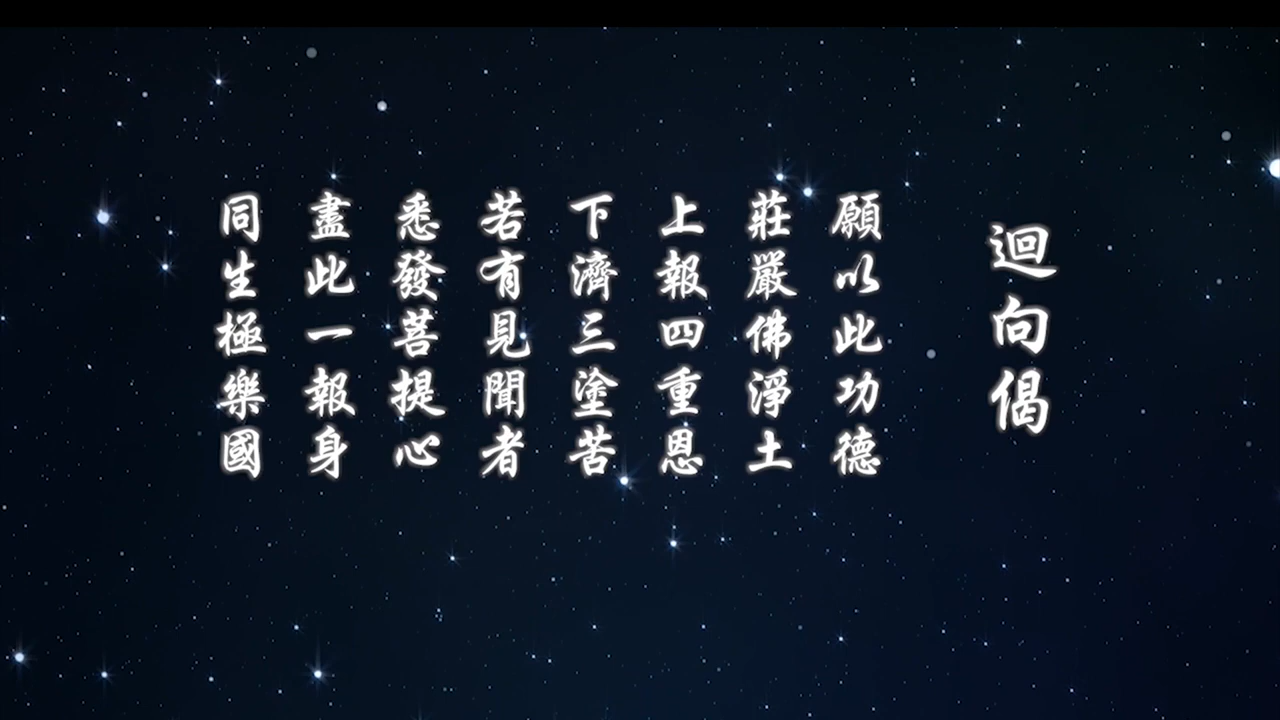 迴向偈
願以此功德
莊嚴佛淨土
上報四重恩
下濟三塗苦
若有見聞者
悉發菩提心
盡此一報身
同生極樂國